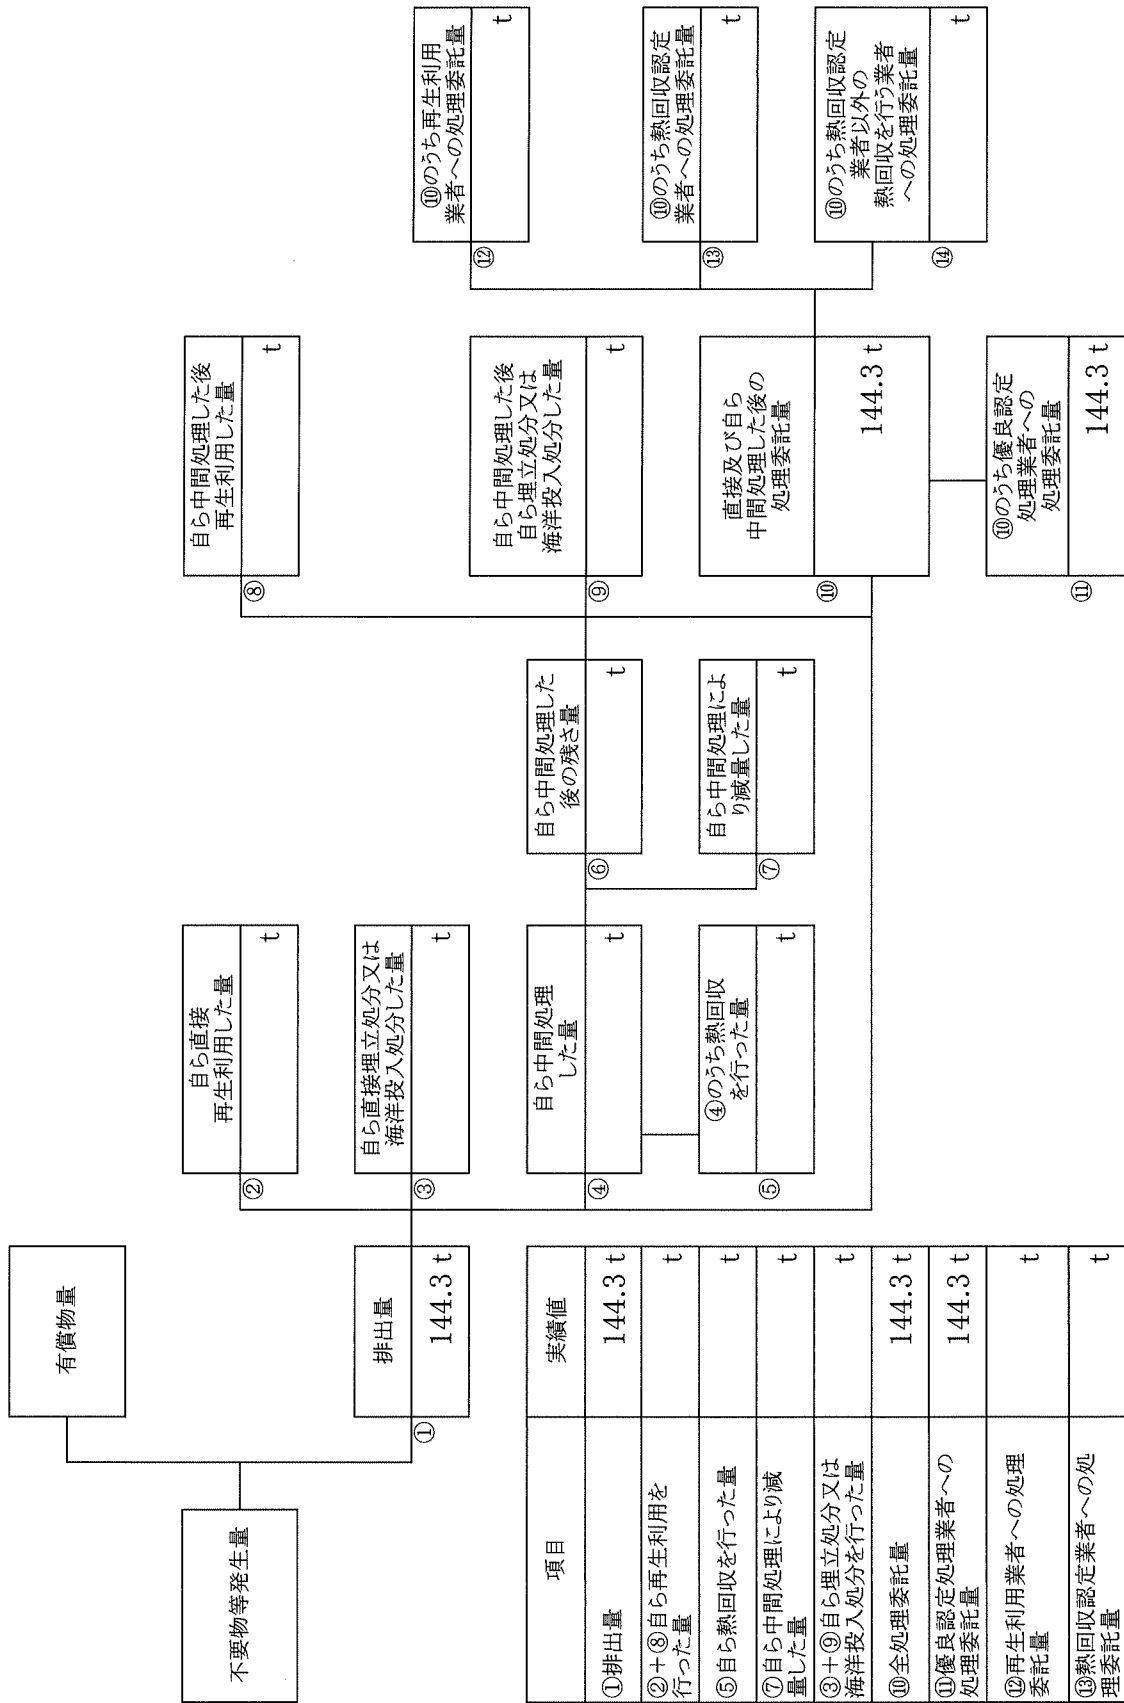 不要物等発生量
有償物量
①
排出量
144.3 t
②
自ら直接
再生利用した量
t
③
自ら直接埋立処分又は
海洋投入処分した量
t
④
自ら中間処理
した量
t
⑤
④のうち熱回収
を行った量
t
⑥
自ら中間処理した
後の残さ量
t
⑦
自ら中間処理によ
り減量した量
t
⑧
自ら中間処理した後
再生利用した量
t
⑨
自ら中間処理した後
自ら埋立処分又は
海洋投入処分した量
t
⑩
直接及び自ら
中間処理した後の
処理委託量
144.3 t
⑪
⑩のうち優良認定
処理業者への
処理委託量
144.3 t
⑫
⑩のうち再生利用
業者への処理委託量
t
⑬
⑩のうち熱回収認定
業者への処理委託量
t
⑭
⑩のうち熱回収認定
業者以外の
熱回収を行う業者
への処理委託量
t
項目 実績値
①排出量 144.3 t
②+⑧自ら再生利用を
行った量 t
⑤自ら熱回収を行った量 t
⑦自ら中間処理により減
量した量 t
③+⑨自ら埋立処分又は
海洋投入処分を行った量 t
⑩全処理委託量 144.3 t
⑪優良認定処理業者への
処理委託量 144.3 t
⑫再生利用業者への処理
委託量 t
⑬熱回収認定業者への処
理委託量 t